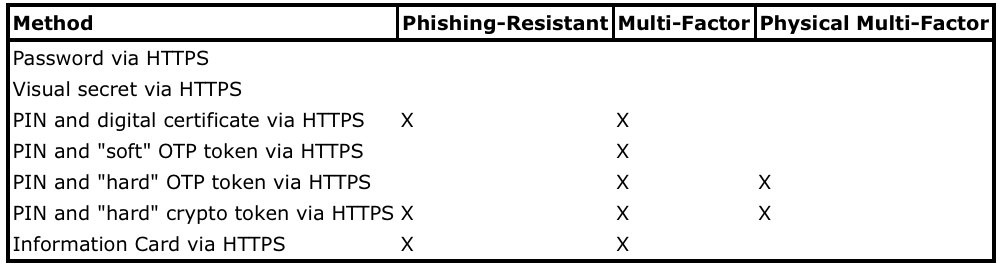 Method Phishing-Resistant Multi-Factor Physical Multi-Factor
Password via HTTPS
Visual secret via HTTPS
PIN and digital certificate via HTTPS X X
PIN and "soft" OTP token via HTTPS X
PIN and "hard" OTP token via HTTPS X X
PIN and "hard" crypto token via HTTPS X X X
Information Card via HTTPS X X